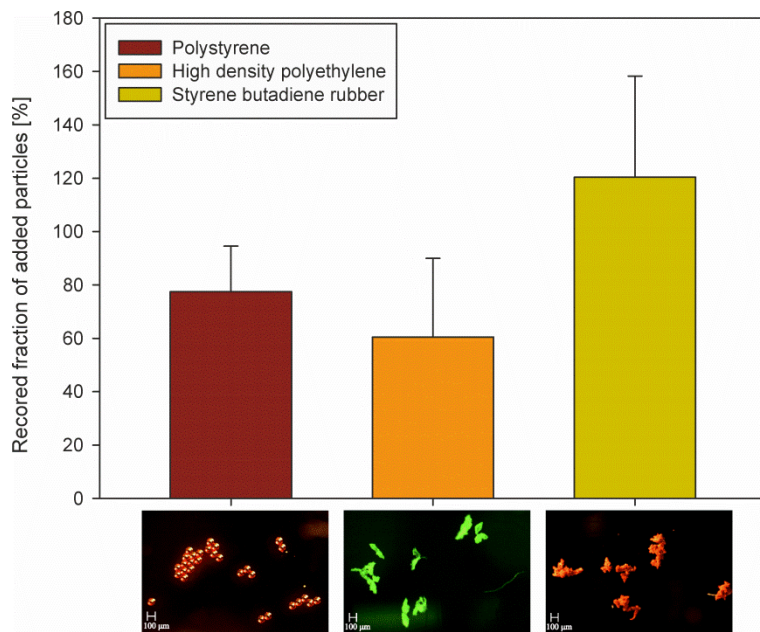 Recored fraction of added particles [%]
180
160
140
120
100
80
60
40
20
0
Polystyrene
High density polyethylene
Styrene butadiene rubber
100 µm
100 µm
100 µm